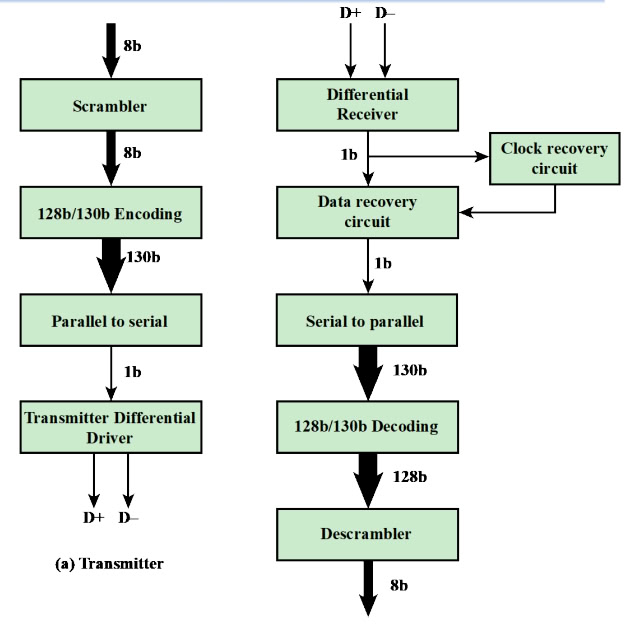 8b
Scrambler
8b
128b/130b Encoding
130b
Parallel to serial
1b
Transmitter Differential
Driver
D+ D–
(a) Transmitter
D+ D–
Differential
Receiver
1b
Clock recovery
circuit
Data recovery
circuit
1b
Serial to parallel
130b
128b/130b Decoding
128b
Descrambler
8b